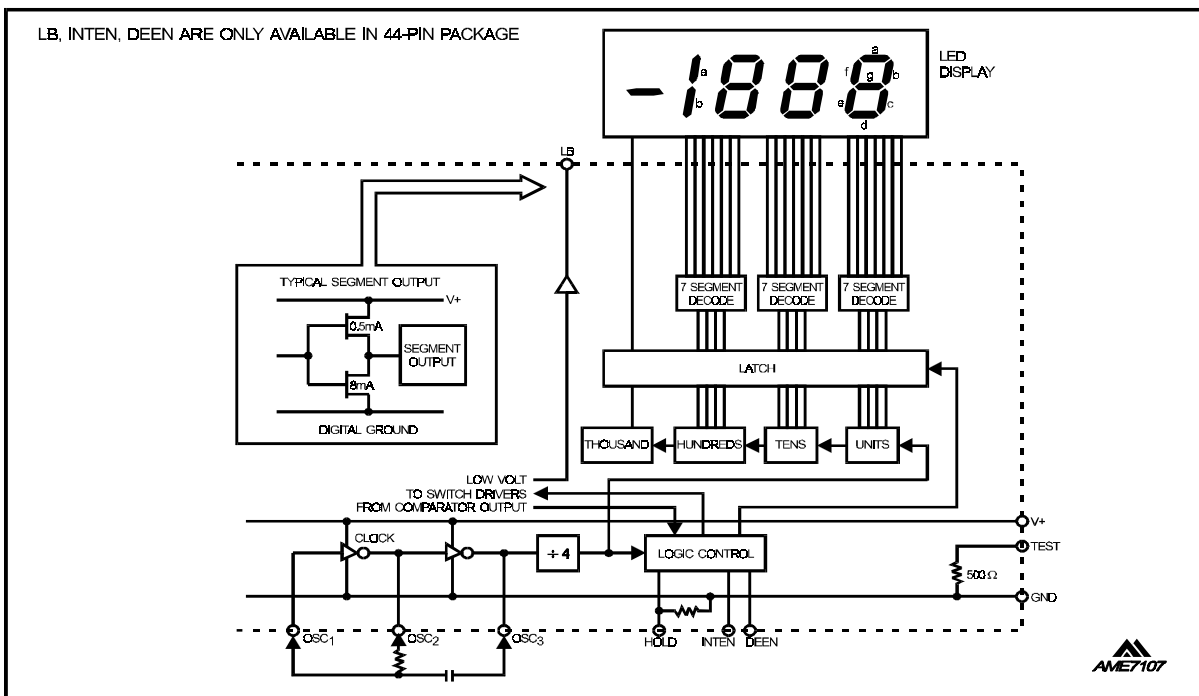 LB, INTEN, DEEN ARE ONLY AVAILABLE IN 44-PIN PACKAGE
LED
DISPLAY
a
b
a
f
g
b
e
c
d
LB
TYPICAL SEGMENT OUTPUT
V+
0.5mA
SEGMENT
OUTPUT
8mA
DIGITAL GROUND
7 SEGMENT
DECODE
7 SEGMENT
DECODE
7 SEGMENT
DECODE
LATCH
THOUSAND
HUNDREDS
TENS
UNITS
LOW VOLT
TO SWITCH DRIVERS
FROM COMPARATOR OUTPUT
V+
CLOCK
÷ 4
LOGIC CONTROL
TEST
500 Ω
GND
OSC1
OSC2
OSC3
HOLD
INTEN
DEEN
AME7107